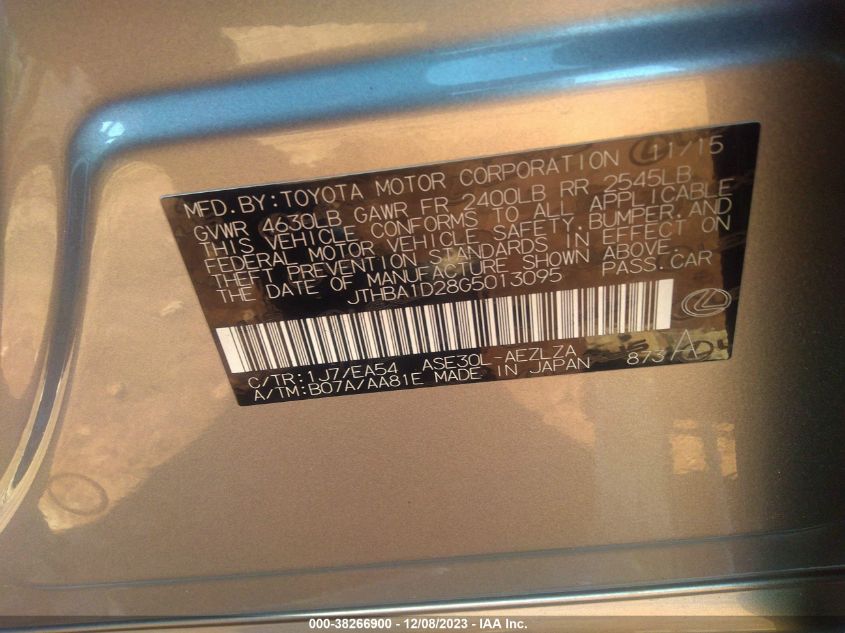 MFD.BY:TOYOTA MOTOR CORPORATION 11/15
GVWR 4630LB GAWR FR 2400LB RR 2545LB
THIS VEHICLE CONFORMS TO ALL APPLICABLE
FEDERAL MOTOR VEHICLE SAFETY,BUMPER,AND
THEFT PREVENTION STANDARDS IN EFFECT ON
THE DATE OF MANUFACTURE SHOWN ABOVE.
JTHBA1D28G5013095 PASS.CAR
C/TR:1J7/EA54 ASE30L-AEZLZA
A/TM:B07A/AA81E MADE IN JAPAN 873 A
000-38266900 - 12/08/2023 - IAA Inc.